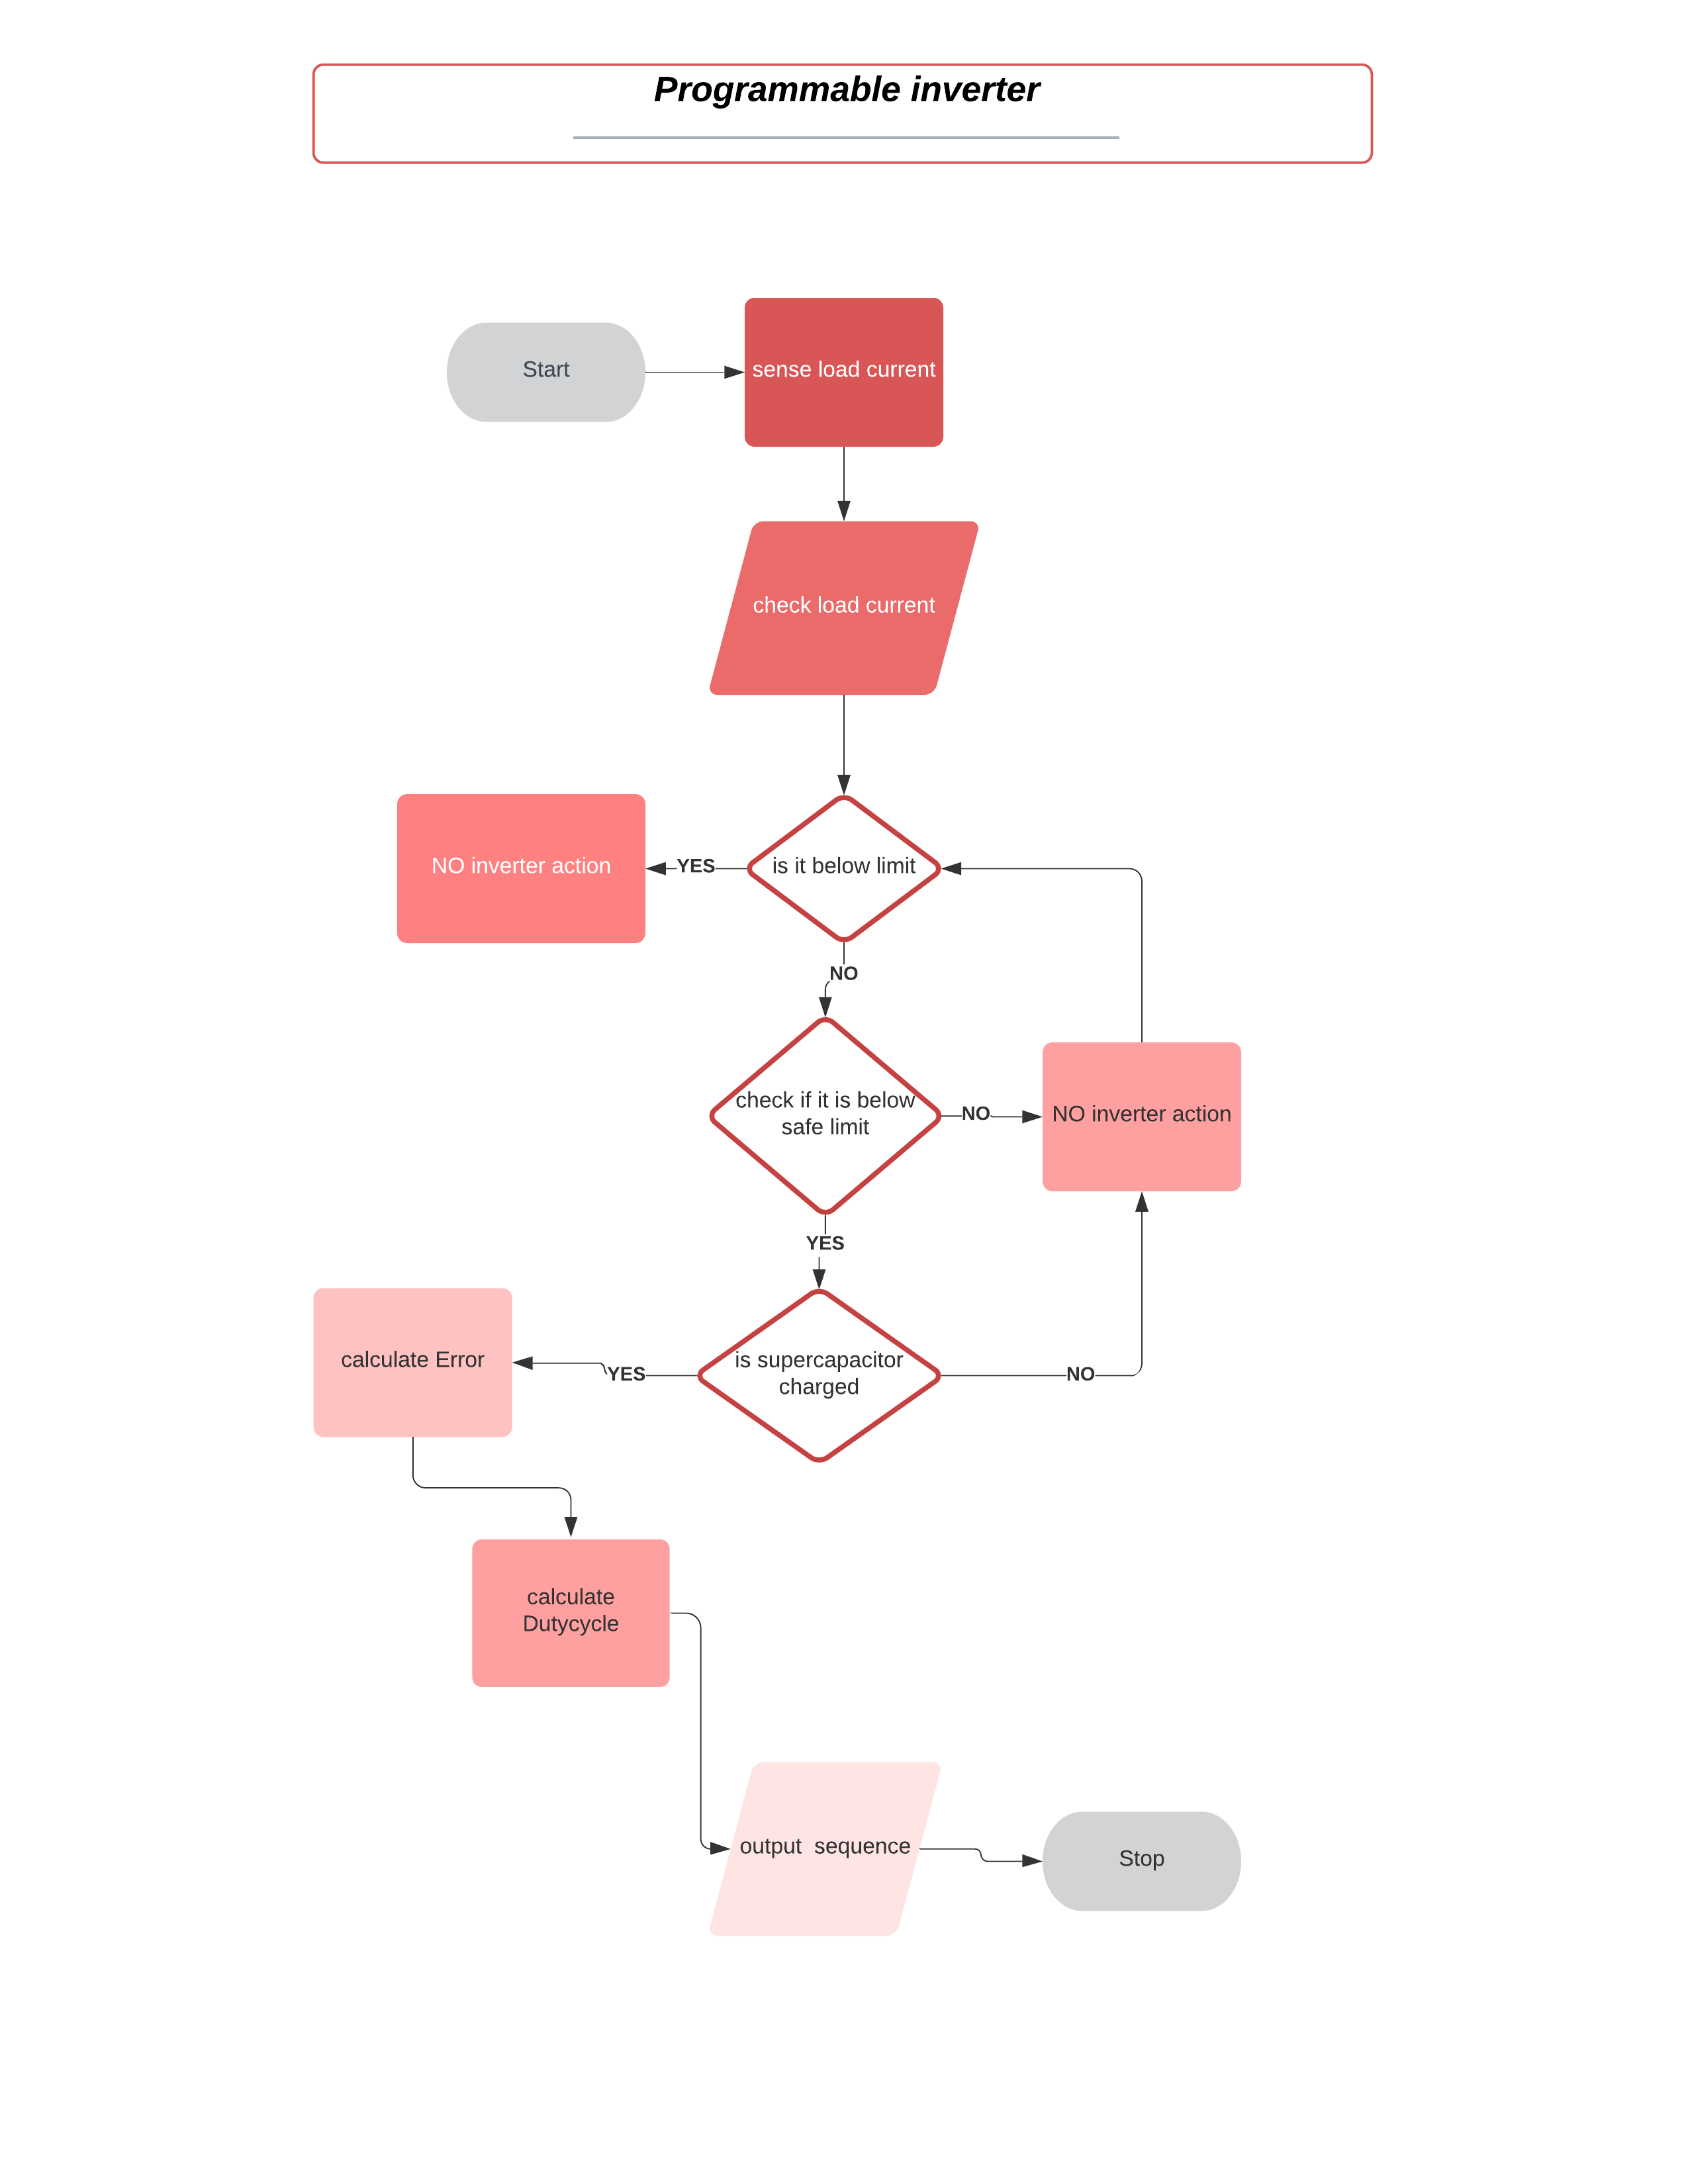 Programmable inverter
Start
sense load current
check load current
NO inverter action
YES
is it below limit
NO
check if it is below
safe limit
NO
NO inverter action
YES
calculate Error
YES
is supercapacitor
charged
NO
calculate
Dutycycle
output  sequence
Stop